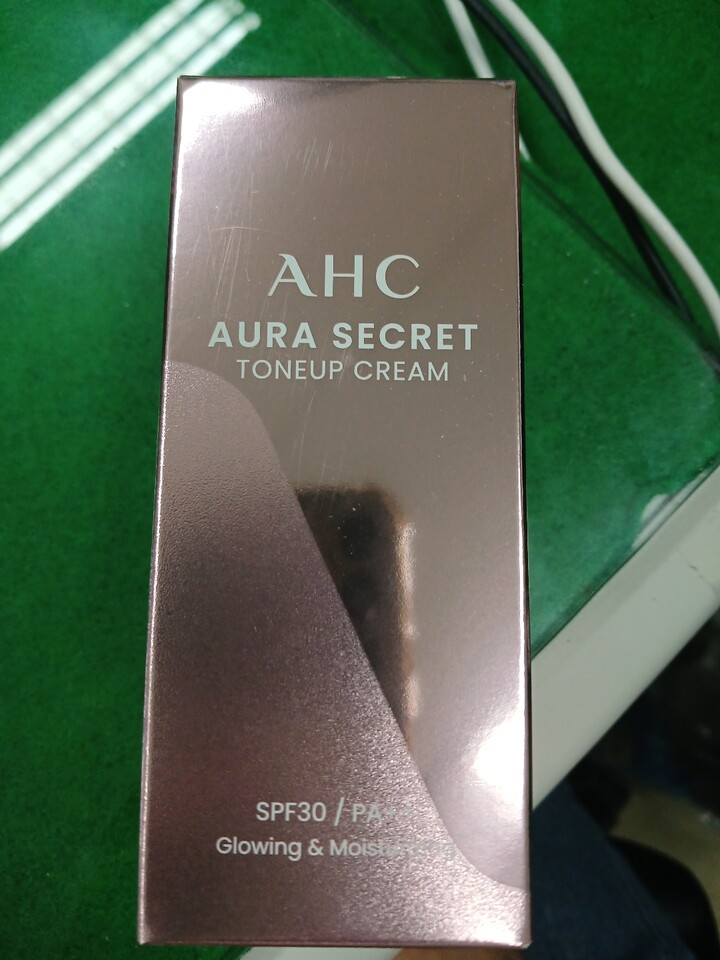 AHC
AURA SECRET
TONEUP CREAM
SPF30 / PA++
Glowing &